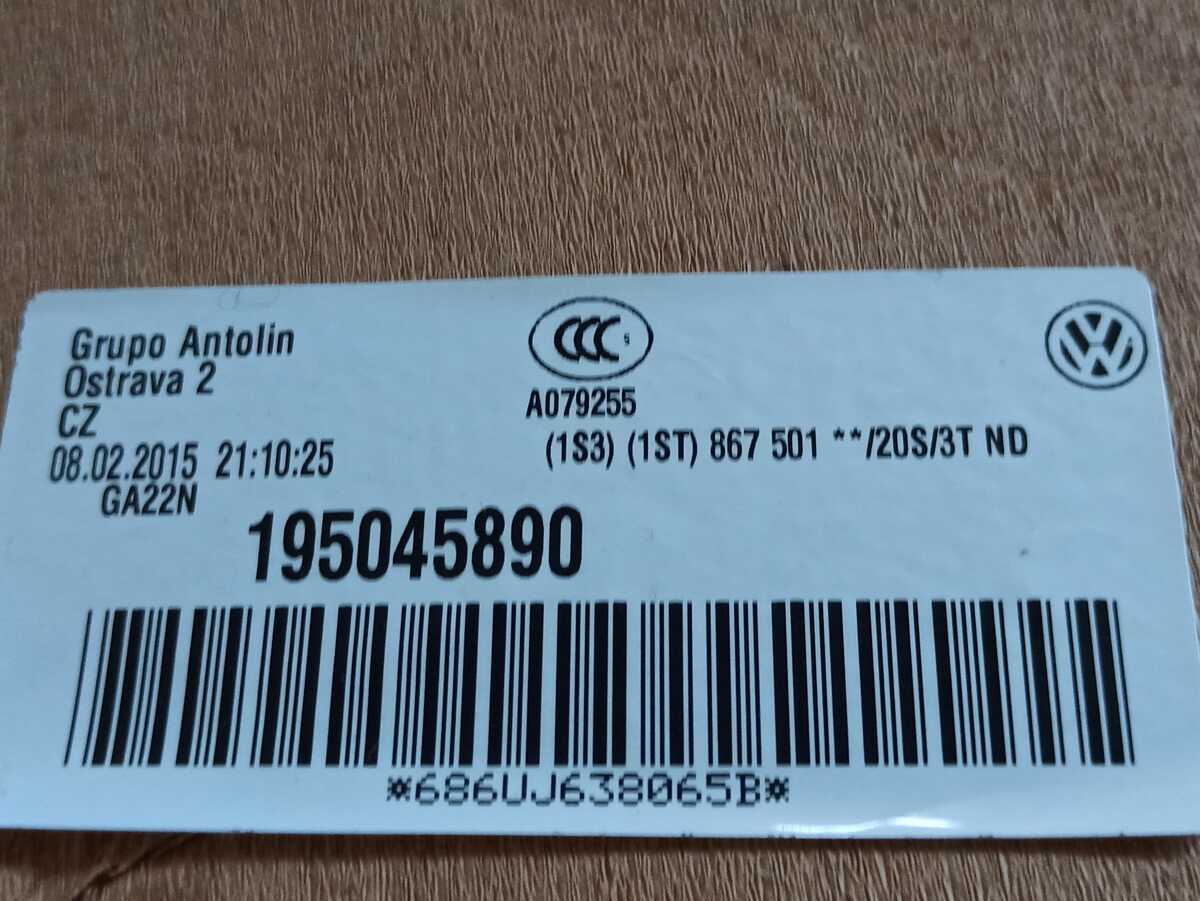 Grupo Antolin
Ostrava 2
CZ
08.02.2015 21:10:25
GA22N
CCC S
A079255
(1S3) (1ST) 867 501 **/20S/3T ND
195045890
*686UJ638065B*